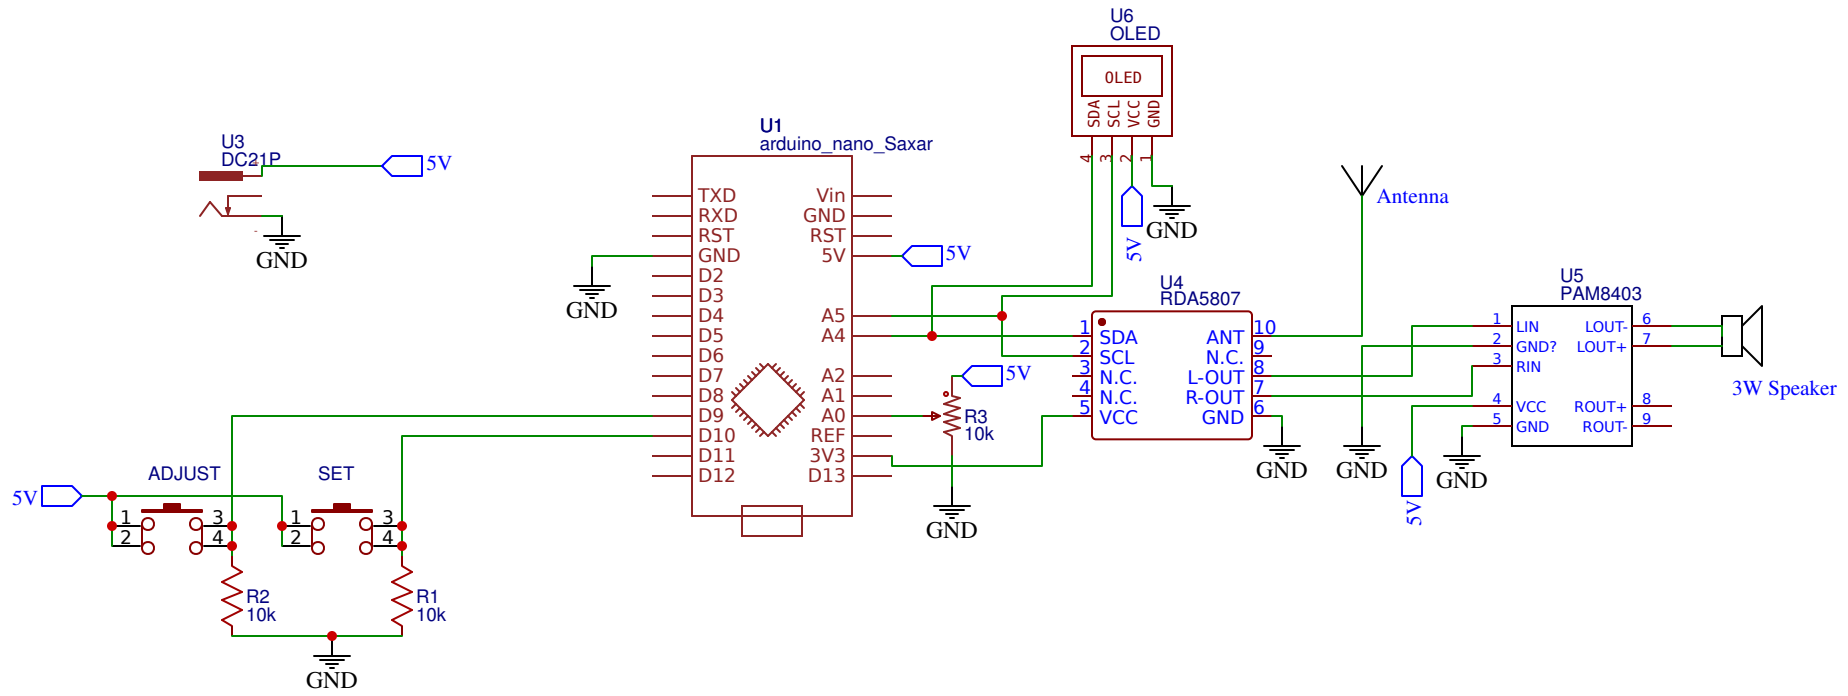 U6
OLED
OLED
SDA
SCL
VCC
GND
4
3
2
1
5V
GND
U3
DC21P
5V
GND
U1
arduino_nano_Saxar
TXD
RXD
RST
GND
D2
D3
D4
D5
D6
D7
D8
D9
D10
D11
D12
Vin
GND
RST
5V
A5
A4
A2
A1
A0
REF
3V3
D13
GND
5V
5V
R3
10k
GND
U4
RDA5807
1 SDA
2 SCL
3 N.C.
4 N.C.
5 VCC
ANT 10
N.C. 9
L-OUT 8
R-OUT 7
GND 6
GND
Antenna
GND
U5
PAM8403
1 LIN
2 GND?
3 RIN
4 VCC
5 GND
LOUT- 6
LOUT+ 7
ROUT+ 8
ROUT- 9
5V
GND
3W Speaker
ADJUST
SET
5V
1
2
3
4
1
2
3
4
R2
10k
R1
10k
GND